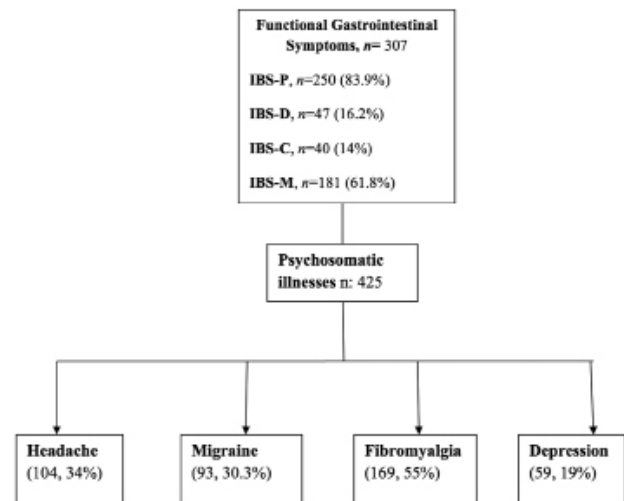 Functional Gastrointestinal
Symptoms, n= 307
IBS-P, n=250 (83.9%)
IBS-D, n=47 (16.2%)
IBS-C, n=40 (14%)
IBS-M, n=181 (61.8%)
Psychosomatic
illnesses n: 425
Headache
(104, 34%)
Migraine
(93, 30.3%)
Fibromyalgia
(169, 55%)
Depression
(59, 19%)